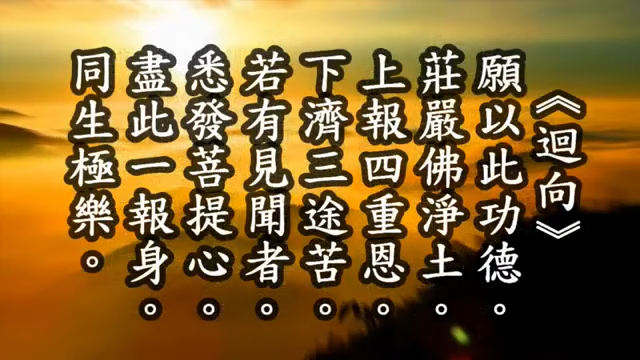 《迴向》
願以此功德。
莊嚴佛淨土。
上報四重恩。
下濟三途苦。
若有見聞者。
悉發菩提心。
盡此一報身。
同生極樂。